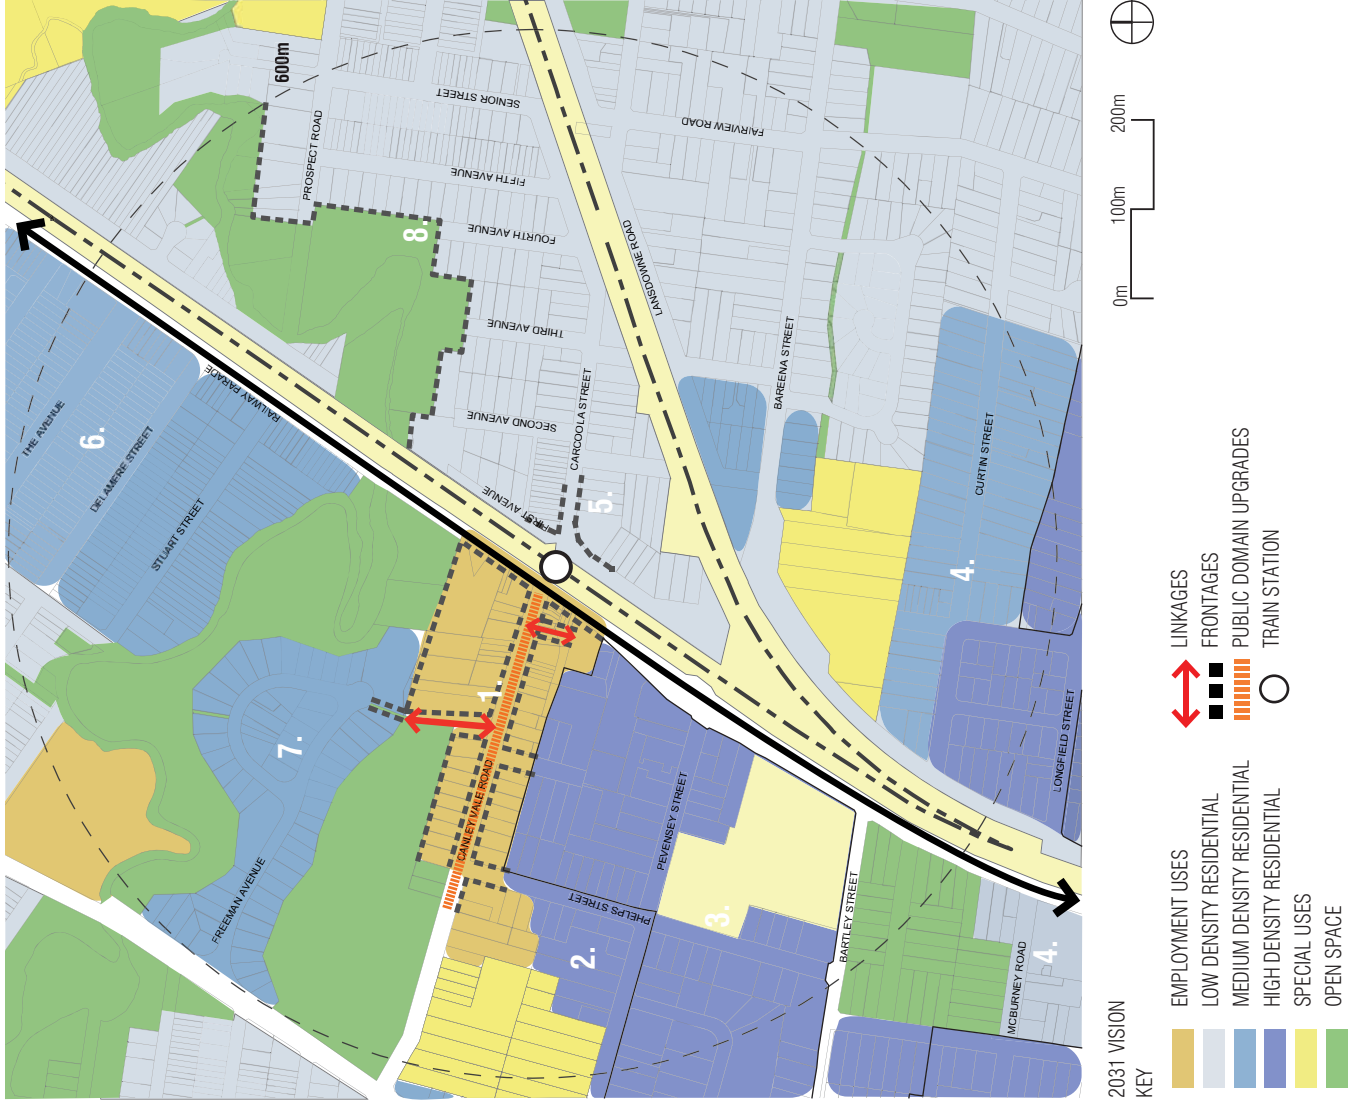 600m
SENIOR STREET
PROSPECT ROAD
FAIRVIEW ROAD
FIFTH AVENUE
FOURTH AVENUE
8.
LANSDOWNE ROAD
THIRD AVENUE
BAREENA STREET
RAILWAY PARADE
THE AVENUE
6.
DELAMERE STREET
SECOND AVENUE
CARCOOLA STREET
CURTIN STREET
STUART STREET
FIRST AVENUE
5.
4.
1.
7.
CANLEY VALE ROAD
LONGFIELD STREET
PEVENSEY STREET
FREEMAN AVENUE
PHELPS STREET
3.
BARTLEY STREET
2.
MCBURNEY ROAD
4.
0m
100m
200m
2031 VISION
KEY
EMPLOYMENT USES
LOW DENSITY RESIDENTIAL
MEDIUM DENSITY RESIDENTIAL
HIGH DENSITY RESIDENTIAL
SPECIAL USES
OPEN SPACE
LINKAGES
FRONTAGES
PUBLIC DOMAIN UPGRADES
TRAIN STATION